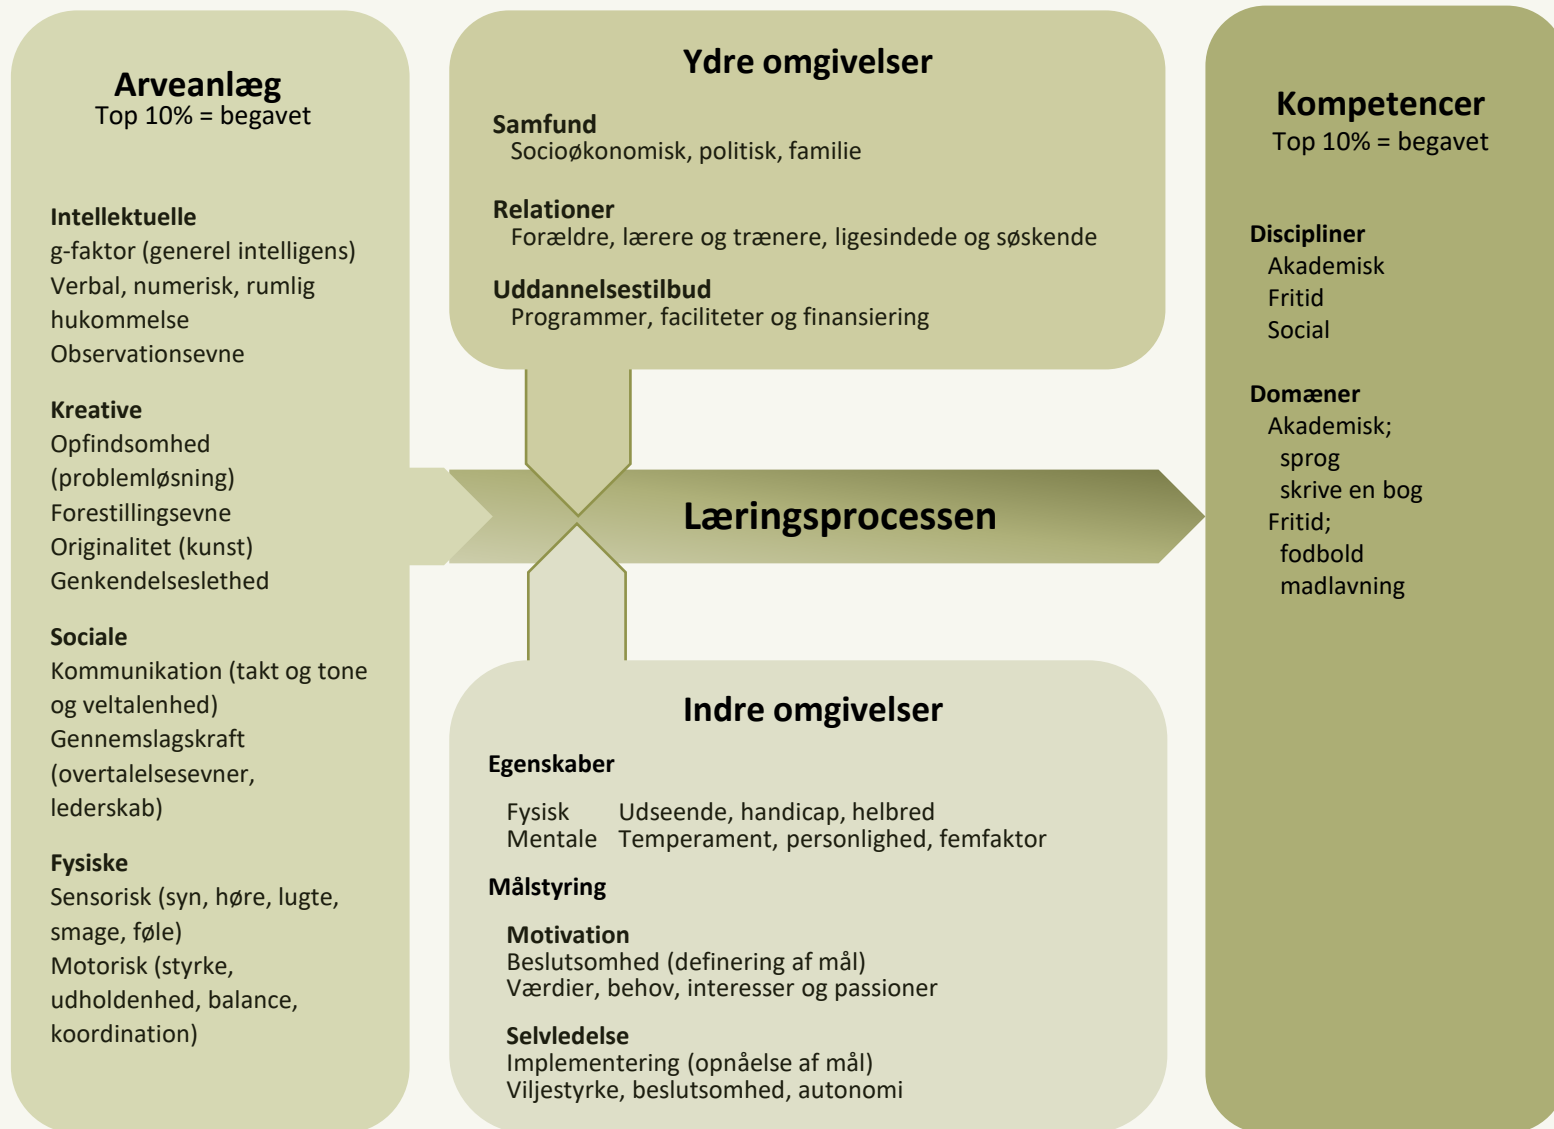 Arveanlæg
Top 10% = begavet
Intellektuelle
g-faktor (generel intelligens)
Verbal, numerisk, rumlig
hukommelse
Observationsevne
Kreative
Opfindsomhed
(problemløsning)
Forestillingsevne
Originalitet (kunst)
Genkendelseslethed
Sociale
Kommunikation (takt og tone
og veltalenhed)
Gennemslagskraft
(overtalelsesevner,
lederskab)
Fysiske
Sensorisk (syn, høre, lugte,
smage, føle)
Motorisk (styrke,
udholdenhed, balance,
koordination)
Ydre omgivelser
Samfund
Socioøkonomisk, politisk, familie
Relationer
Forældre, lærere og trænere, ligesindede og søskende
Uddannelsestilbud
Programmer, faciliteter og finansiering
Læringsprocessen
Indre omgivelser
Egenskaber
Fysisk Udseende, handicap, helbred
Mentale Temperament, personlighed, femfaktor
Målstyring
Motivation
Beslutsomhed (definering af mål)
Værdier, behov, interesser og passioner
Selvledelse
Implementering (opnåelse af mål)
Viljestyrke, beslutsomhed, autonomi
Kompetencer
Top 10% = begavet
Discipliner
Akademisk
Fritid
Social
Domæner
Akademisk;
sprog
skrive en bog
Fritid;
fodbold
madlavning